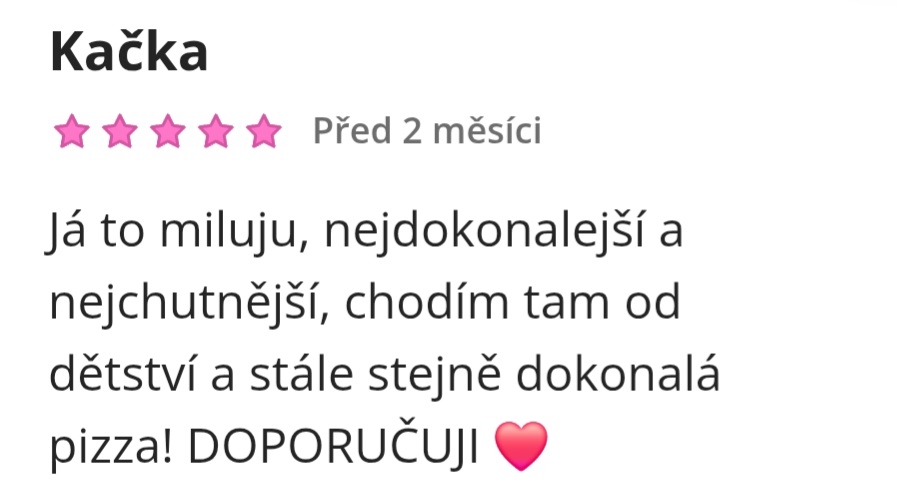 Kačka
Před 2 měsíci
Já to miluju, nejdokonalejší a
nejchutnější, chodím tam od
dětství a stále stejně dokonalá
pizza! DOPORUČUJI ❤️